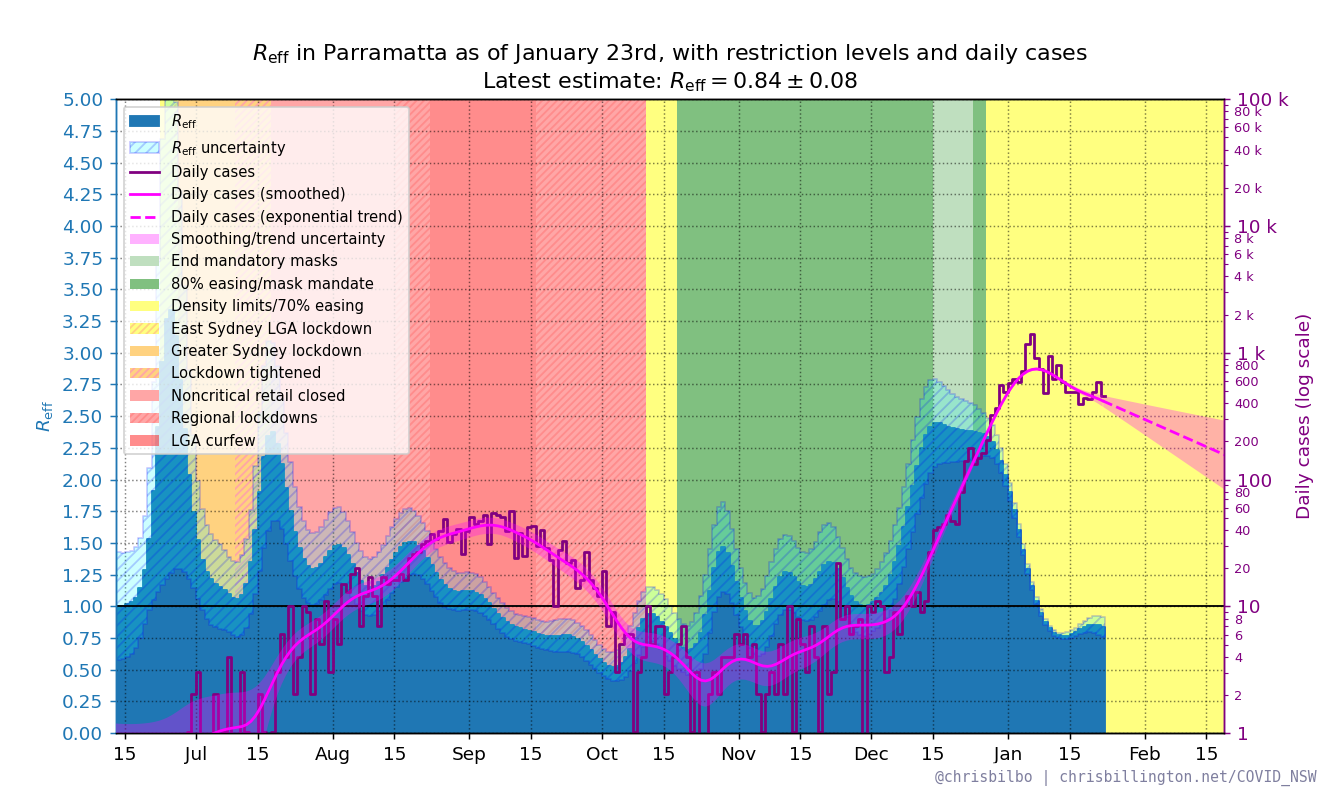 Reff in Parramatta as of January 23rd, with restriction levels and daily cases
Latest estimate: Reff = 0.84 ± 0.08
5.00
4.75
4.50
4.25
4.00
3.75
3.50
3.25
3.00
2.75
2.50
2.25
2.00
1.75
1.50
1.25
1.00
0.75
0.50
0.25
0.00
Reff
Reff
Reff uncertainty
Daily cases
Daily cases (smoothed)
Daily cases (exponential trend)
Smoothing/trend uncertainty
End mandatory masks
80% easing/mask mandate
Density limits/70% easing
East Sydney LGA lockdown
Greater Sydney lockdown
Lockdown tightened
Noncritical retail closed
Regional lockdowns
LGA curfew
100 k
80 k
60 k
40 k
20 k
10 k
8 k
6 k
4 k
2 k
1 k
800
600
400
200
100
80
60
40
20
10
8
6
4
2
1
Daily cases (log scale)
15 Jul 15 Aug 15 Sep 15 Oct 15 Nov 15 Dec 15 Jan 15 Feb 15
@chrisbilbo | chrisbillington.net/COVID_NSW